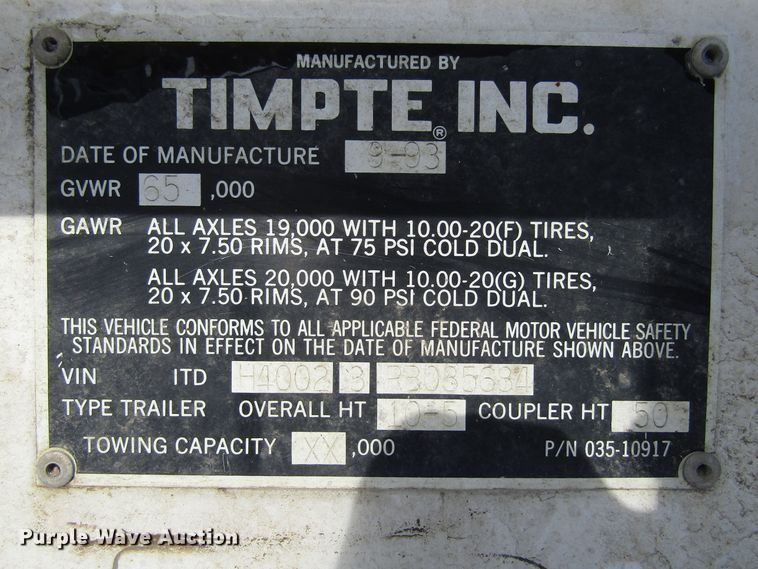 MANUFACTURED BY
TIMPTE® INC.
DATE OF MANUFACTURE 9-93
GVWR 65 ,000
GAWR ALL AXLES 19,000 WITH 10.00-20(F) TIRES,
20 x 7.50 RIMS, AT 75 PSI COLD DUAL.
ALL AXLES 20,000 WITH 10.00-20(G) TIRES,
20 x 7.50 RIMS, AT 90 PSI COLD DUAL.
THIS VEHICLE CONFORMS TO ALL APPLICABLE FEDERAL MOTOR VEHICLE SAFETY
STANDARDS IN EFFECT ON THE DATE OF MANUFACTURE SHOWN ABOVE.
VIN ITD H4002 3 RB085684
TYPE TRAILER OVERALL HT 10-5 COUPLER HT 50
TOWING CAPACITY XX ,000 P/N 035-10917
Purple Wave Auction